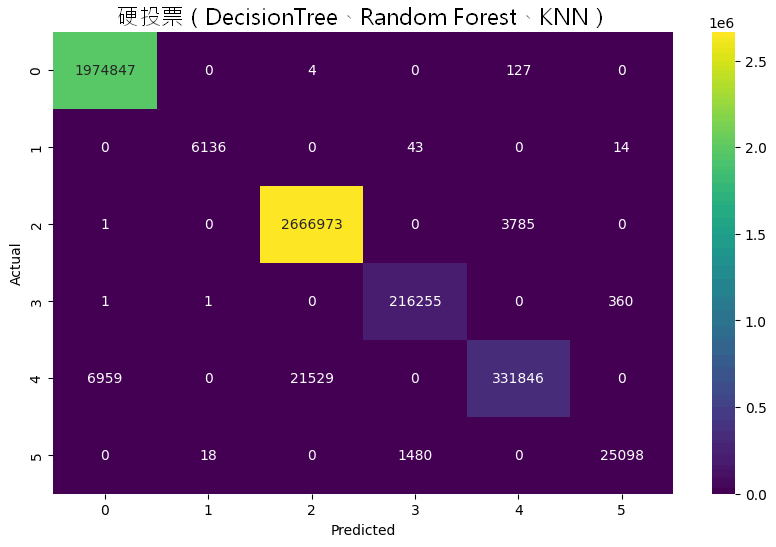 硬投票（DecisionTree、Random Forest、KNN）
1e6
0 1974847 0 4 0 127 0
1 0 6136 0 43 0 14
2 1 0 2666973 0 3785 0
3 1 1 0 216255 0 360
4 6959 0 21529 0 331846 0
5 0 18 0 1480 0 25098
0 1 2 3 4 5
Actual
Predicted
2.5
2.0
1.5
1.0
0.5
0.0